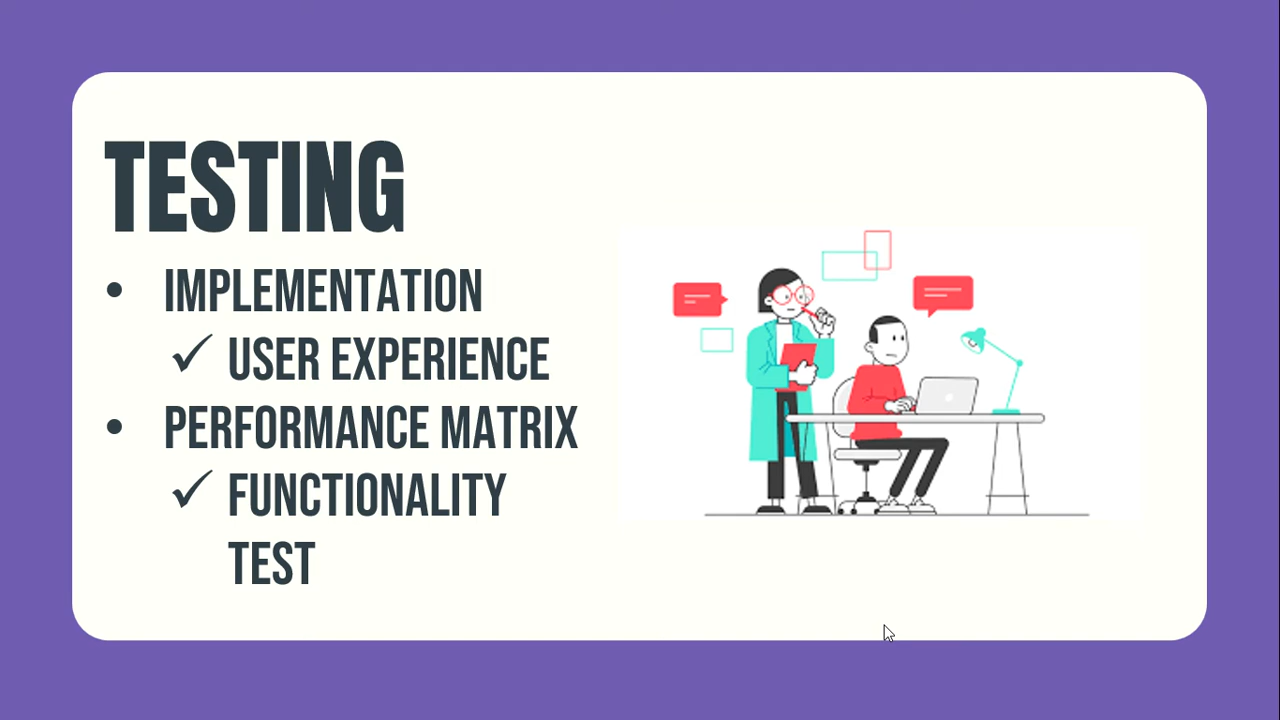 TESTING
• IMPLEMENTATION
✓ USER EXPERIENCE
• PERFORMANCE MATRIX
✓ FUNCTIONALITY
TEST